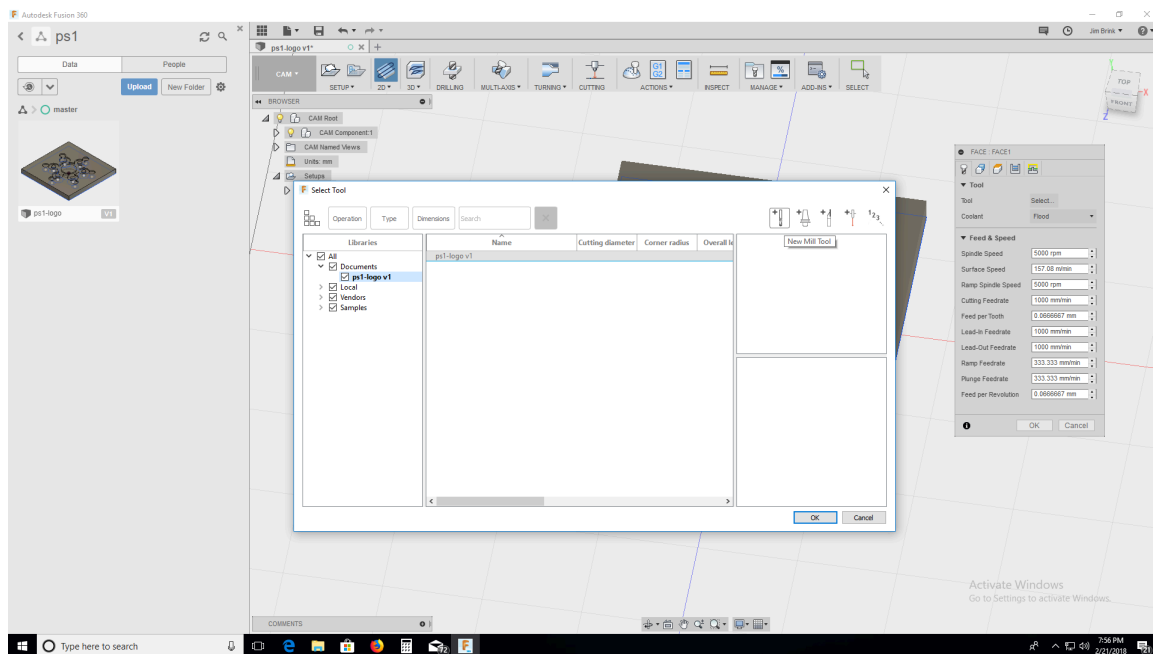 Autodesk Fusion 360
ps1
ps1-logo v1*
Jim Brink
Data
People
Upload
New Folder
master
ps1-logo
V1
CAM
SETUP
2D
3D
DRILLING
MULTI-AXIS
TURNING
CUTTING
G1
G2
ACTIONS
INSPECT
MANAGE
ADD-INS
SELECT
BROWSER
CAM Root
CAM Component:1
CAM Named Views
Units: mm
Setups
Y
TOP
X
FRONT
Z
Select Tool
Operation
Type
Dimensions
Search
New Mill Tool
Libraries
Name
Cutting diameter
Corner radius
Overall le
All
Documents
ps1-logo v1
Local
Vendors
Samples
ps1-logo v1
OK
Cancel
FACE : FACE1
Tool
Tool
Select...
Coolant
Flood
Feed & Speed
Spindle Speed
5000 rpm
Surface Speed
157.08 m/min
Ramp Spindle Speed
5000 rpm
Cutting Feedrate
1000 mm/min
Feed per Tooth
0.0666667 mm
Lead-In Feedrate
1000 mm/min
Lead-Out Feedrate
1000 mm/min
Ramp Feedrate
333.333 mm/min
Plunge Feedrate
333.333 mm/min
Feed per Revolution
0.0666667 mm
OK
Cancel
Activate Windows
Go to Settings to activate Windows.
COMMENTS
Type here to search
7:56 PM
2/21/2018